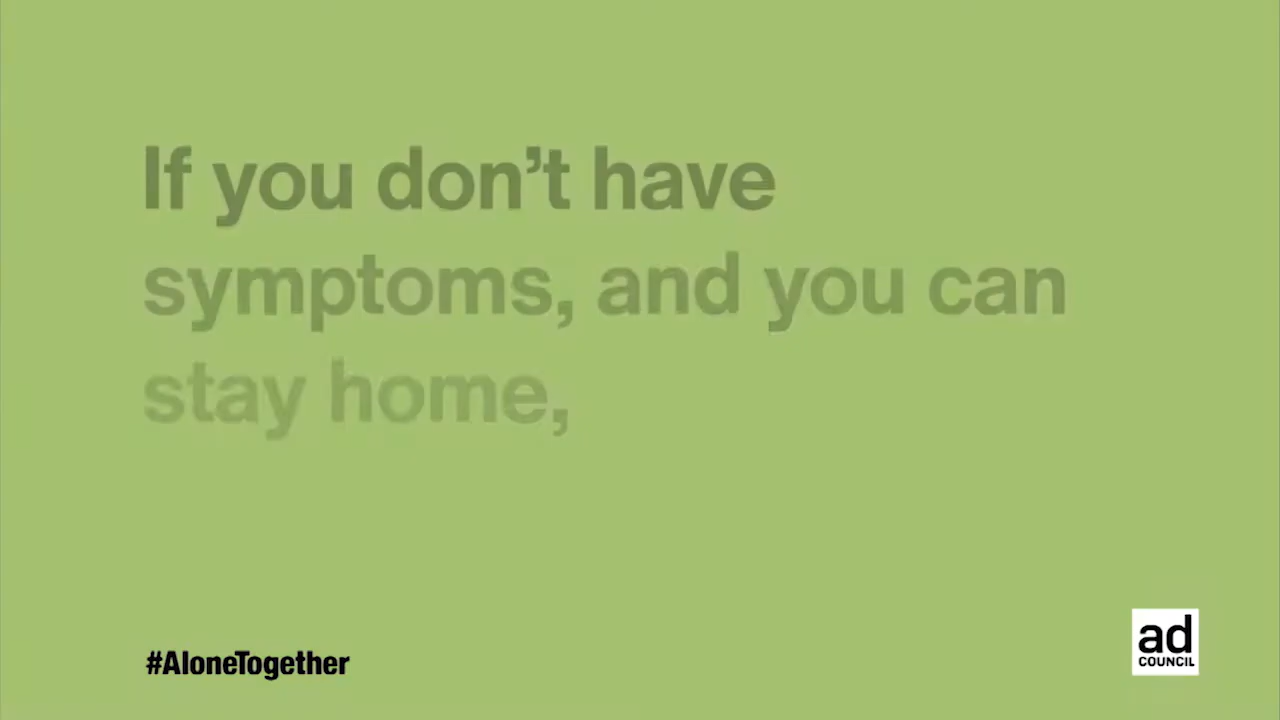 If you don’t have
symptoms, and you can
stay home,
#AloneTogether
ad
COUNCIL